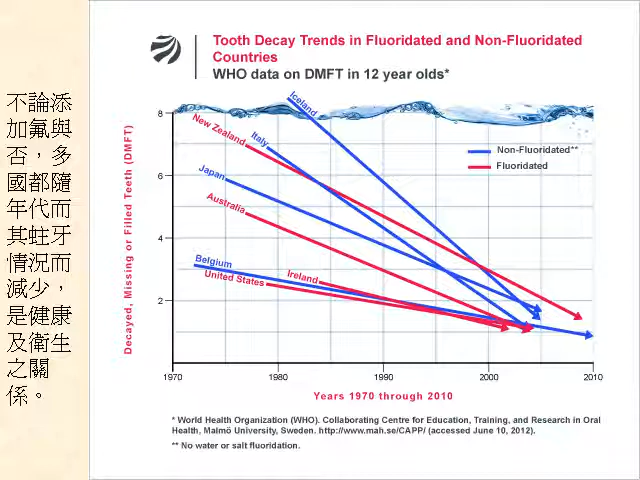 不論添
加氟與
否，多
國都隨
年代而
其蛀牙
情況而
減少，
是健康
及衛生
之關
係。
Tooth Decay Trends in Fluoridated and Non-Fluoridated
Countries
WHO data on DMFT in 12 year olds*
Decayed, Missing or Filled Teeth (DMFT)
8
6
4
2
Iceland
New Zealand
Italy
Japan
Australia
Belgium
United States
Ireland
Non-Fluoridated**
Fluoridated
1970
1980
1990
2000
2010
Years 1970 through 2010
* World Health Organization (WHO). Collaborating Centre for Education, Training, and Research in Oral
Health, Malmö University, Sweden. http://www.mah.se/CAPP/ (accessed June 10, 2012).
** No water or salt fluoridation.